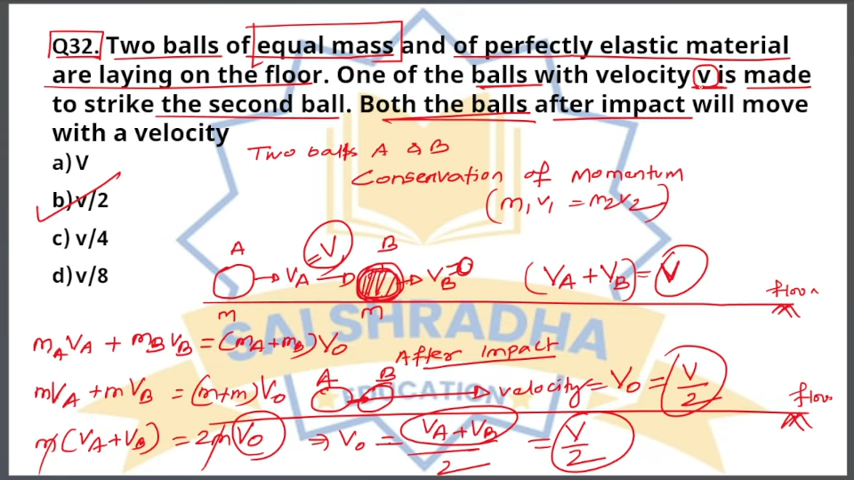 Q32. Two balls of equal mass and of perfectly elastic material
are laying on the floor. One of the balls with velocity v is made
to strike the second ball. Both the balls after impact will move
with a velocity
a) V
b) v/2
c) v/4
d) v/8
Two balls A & B
Conservation of Momentum
(m₁v₁ = m₂v₂)
A
B
= V
→ VA
→ VB = 0
(VA + VB) = V
m
m
floor
SAI SHRADHA
EDUCATION
mAVA + mBVB = (mA+mB)V0
After Impact
mVA + mVB = (m+m)V0
A B
velocity = V0 = V/2
floor
m(VA+VB) = 2mV0 ⇒ V0 = (VA+VB)/2 = V/2